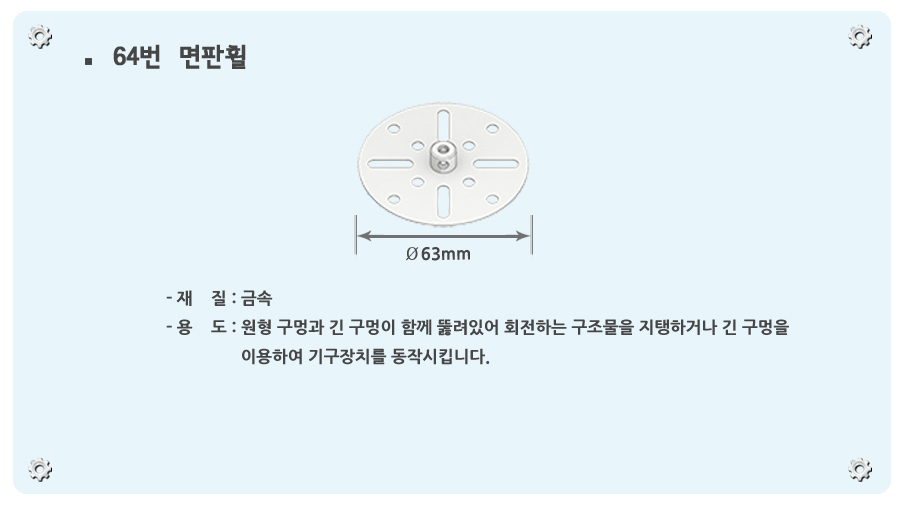 ▪ 64번 면판휠
Ø63mm
- 재 질 : 금속
- 용 도 : 원형 구멍과 긴 구멍이 함께 뚫려있어 회전하는 구조물을 지탱하거나 긴 구멍을
이용하여 기구장치를 동작시킵니다.